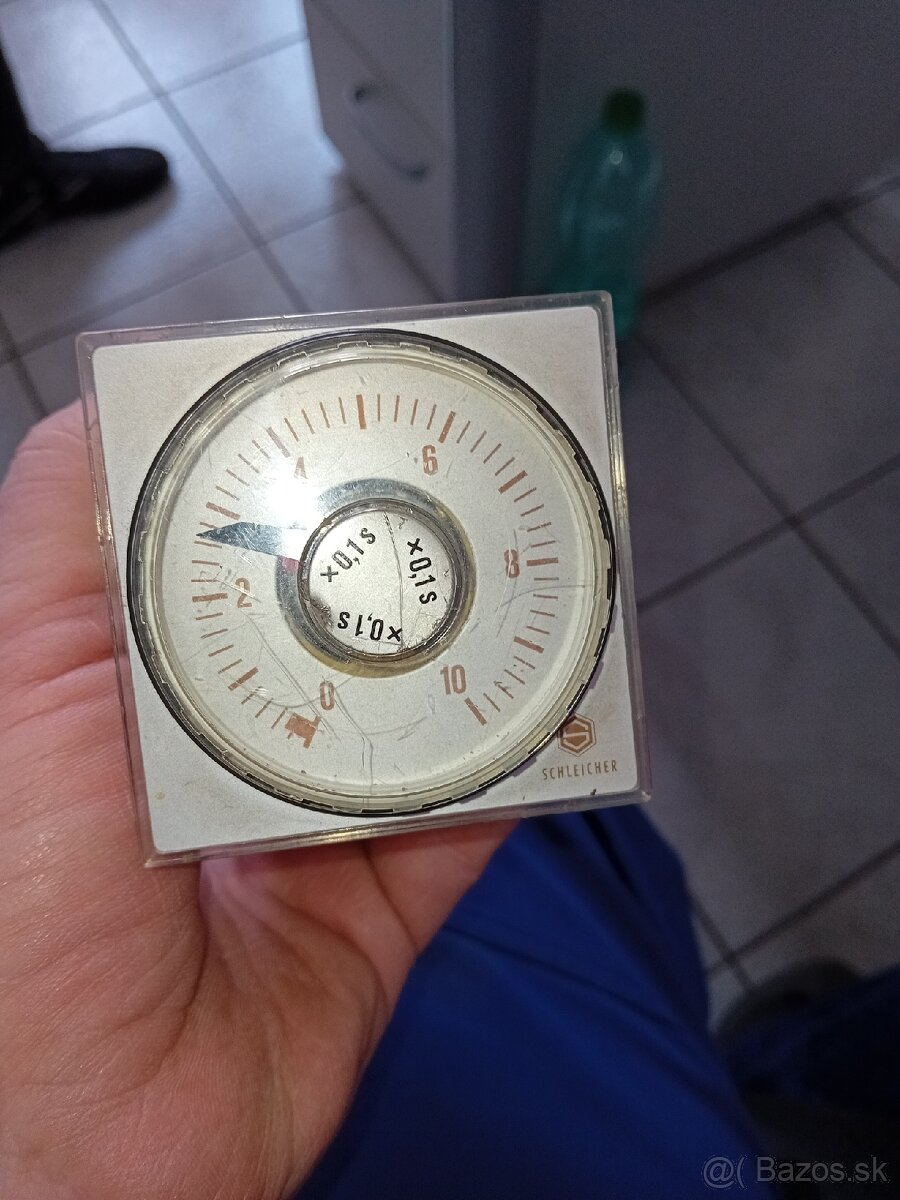 4
6
2
8
0
10
×0,1s
×0,1s
×0,1s
SCHLEICHER
@( Bazos.sk